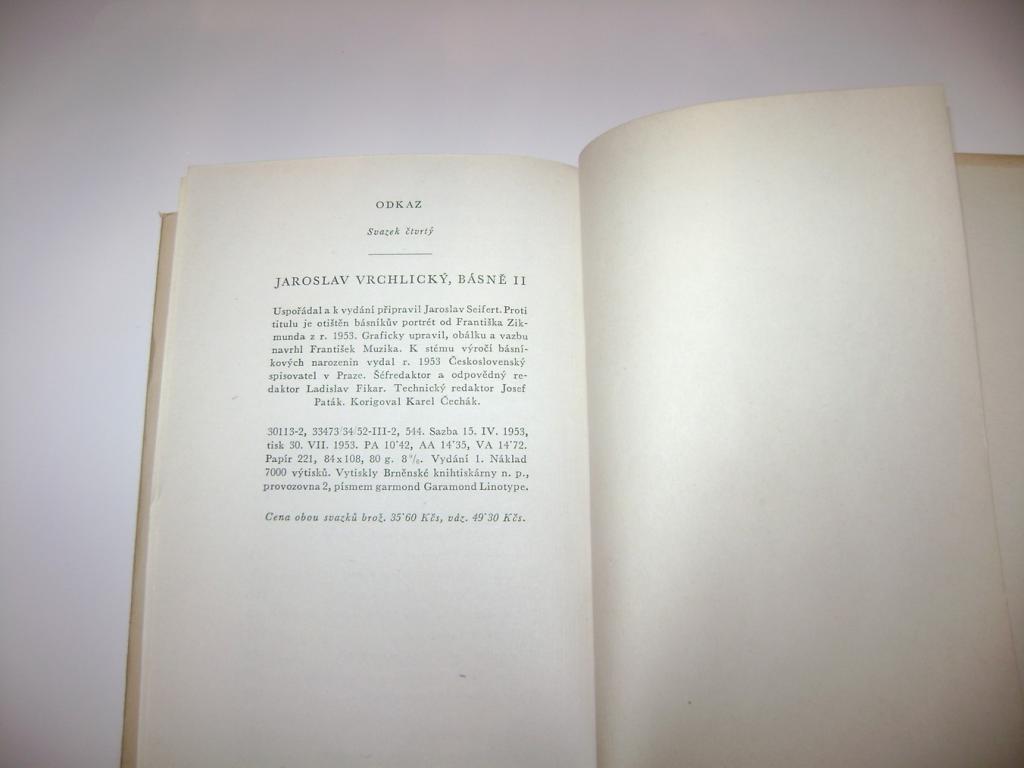 ODKAZ
Svazek čtvrtý
JAROSLAV VRCHLICKÝ, BÁSNĚ II
Uspořádal a k vydání připravil Jaroslav Seifert. Proti
titulu je otištěn básníkův portrét od Františka Zik-
munda z r. 1953. Graficky upravil, obálku a vazbu
navrhl František Muzika. K stému výročí básní-
kových narozenin vydal r. 1953 Československý
spisovatel v Praze. Šéfredaktor a odpovědný re-
daktor Ladislav Fikar. Technický redaktor Josef
Paták. Korigoval Karel Čechák.
30113-2, 33473/34/52-III-2, 544. Sazba 15. IV. 1953,
tisk 30. VII. 1953. PA 10˙42, AA 14˙35, VA 14˙72.
Papír 221, 84x108, 80 g. 8%. Vydání 1. Náklad
7000 výtisků. Vytiskly Brněnské knihtiskárny n. p.,
provozovna 2, písmem garmond Garamond Linotype.
Cena obou svazků brož. 35˙60 Kčs, váz. 49˙30 Kčs.